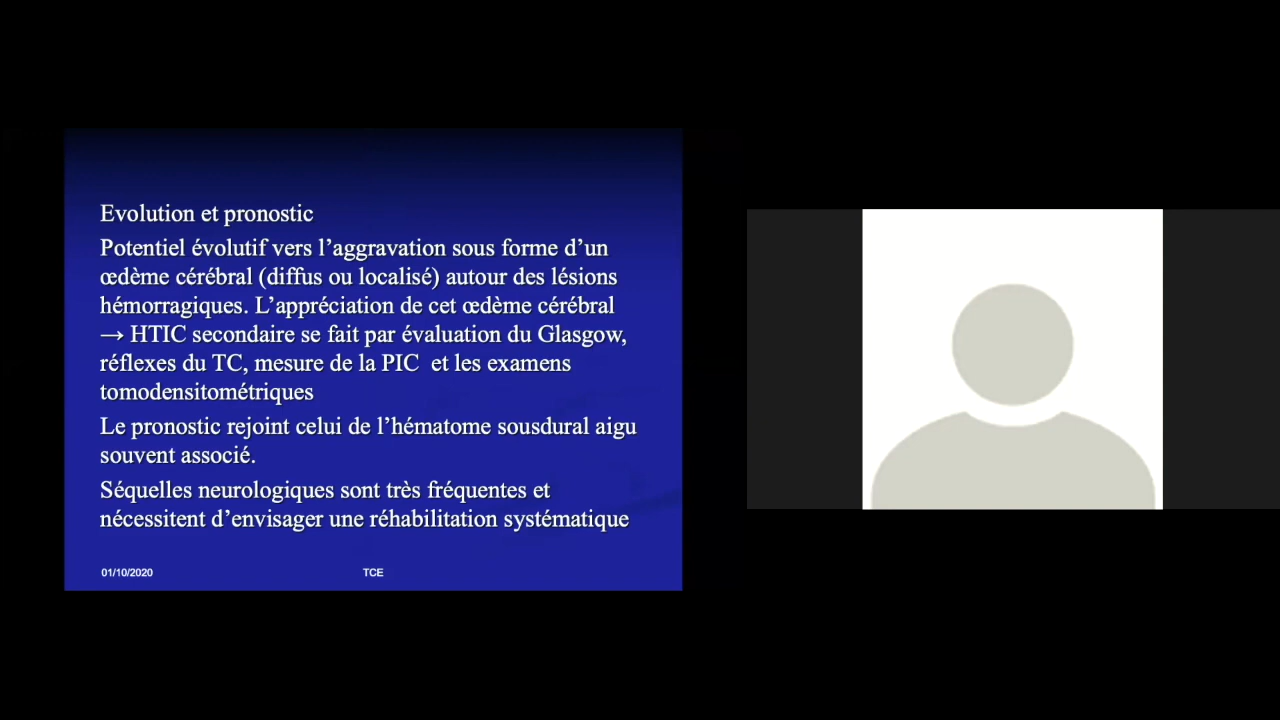 Evolution et pronostic
Potentiel évolutif vers l’aggravation sous forme d’un
œdème cérébral (diffus ou localisé) autour des lésions
hémorragiques. L’appréciation de cet œdème cérébral
→ HTIC secondaire se fait par évaluation du Glasgow,
réflexes du TC, mesure de la PIC  et les examens
tomodensitométriques
Le pronostic rejoint celui de l’hématome sousdural aigu
souvent associé.
Séquelles neurologiques sont très fréquentes et
nécessitent d’envisager une réhabilitation systématique
01/10/2020 TCE